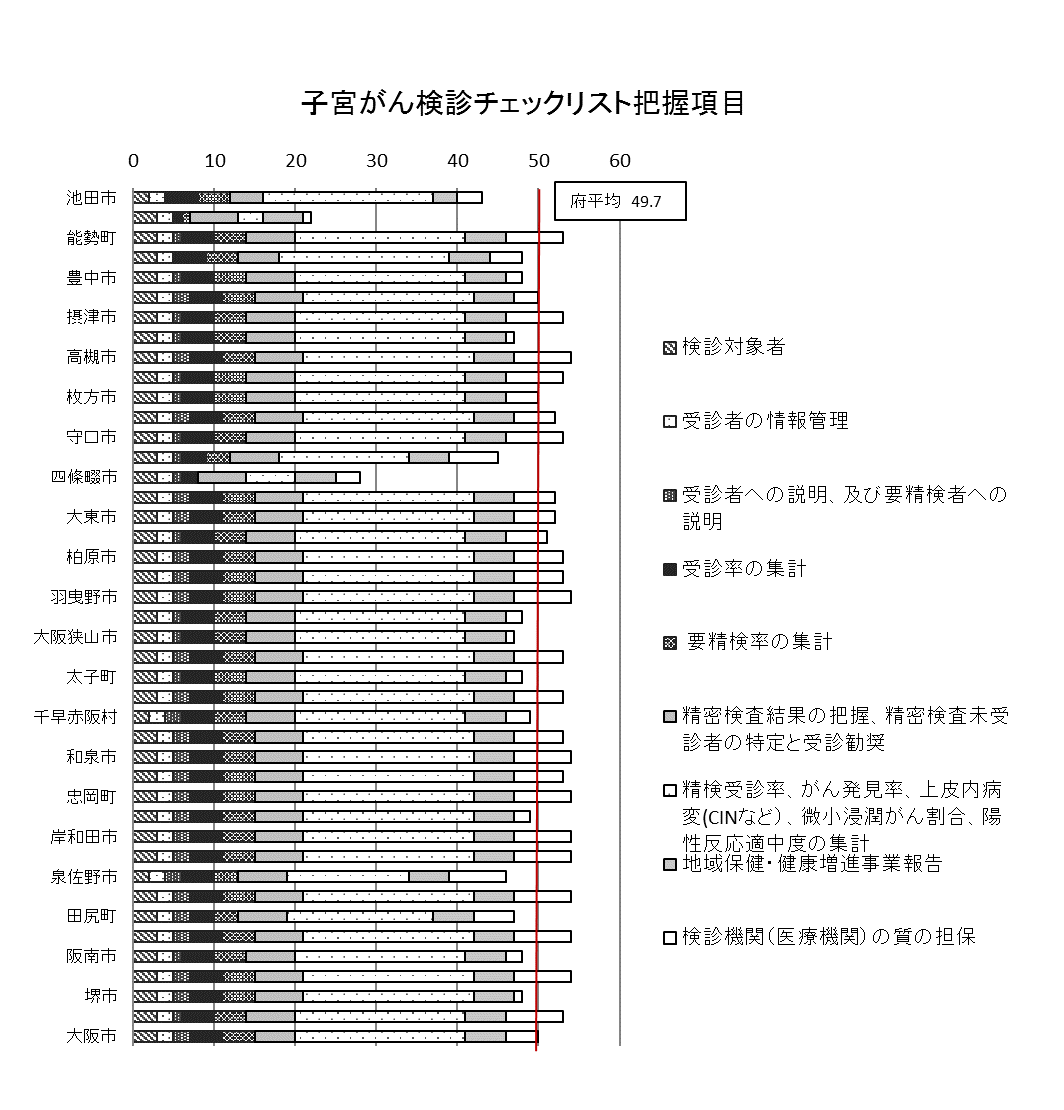 子宮がん検診チェックリスト把握項目
0 10 20 30 40 50 60
府平均 49.7
池田市
能勢町
豊中市
摂津市
高槻市
枚方市
守口市
四條畷市
大東市
柏原市
羽曳野市
大阪狭山市
太子町
千早赤阪村
和泉市
忠岡町
岸和田市
泉佐野市
田尻町
阪南市
堺市
大阪市
検診対象者
受診者の情報管理
受診者への説明、及び要精検者への
説明
受診率の集計
要精検率の集計
精密検査結果の把握、精密検査未受
診者の特定と受診勧奨
精検受診率、がん発見率、上皮内病
変(CINなど）、微小浸潤がん割合、陽
性反応適中度の集計
地域保健・健康増進事業報告
検診機関（医療機関）の質の担保